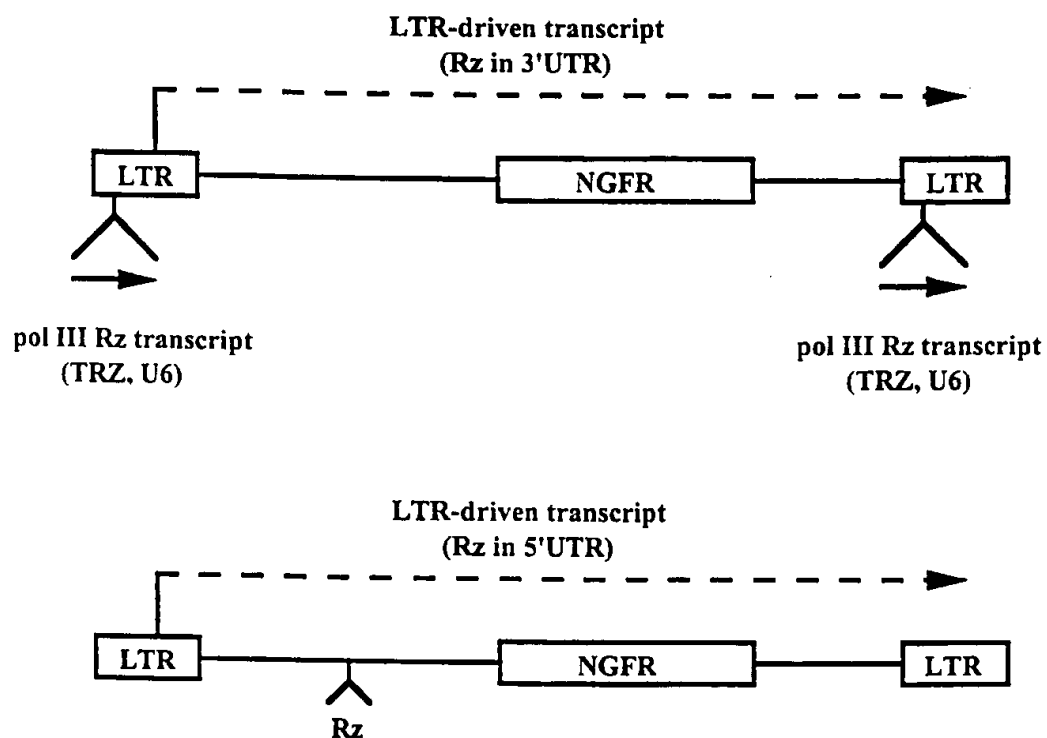 LTR-driven transcript
(Rz in 3'UTR)
LTR
NGFR
LTR
pol III Rz transcript
(TRZ, U6)
pol III Rz transcript
(TRZ, U6)
LTR-driven transcript
(Rz in 5'UTR)
LTR
NGFR
LTR
Rz